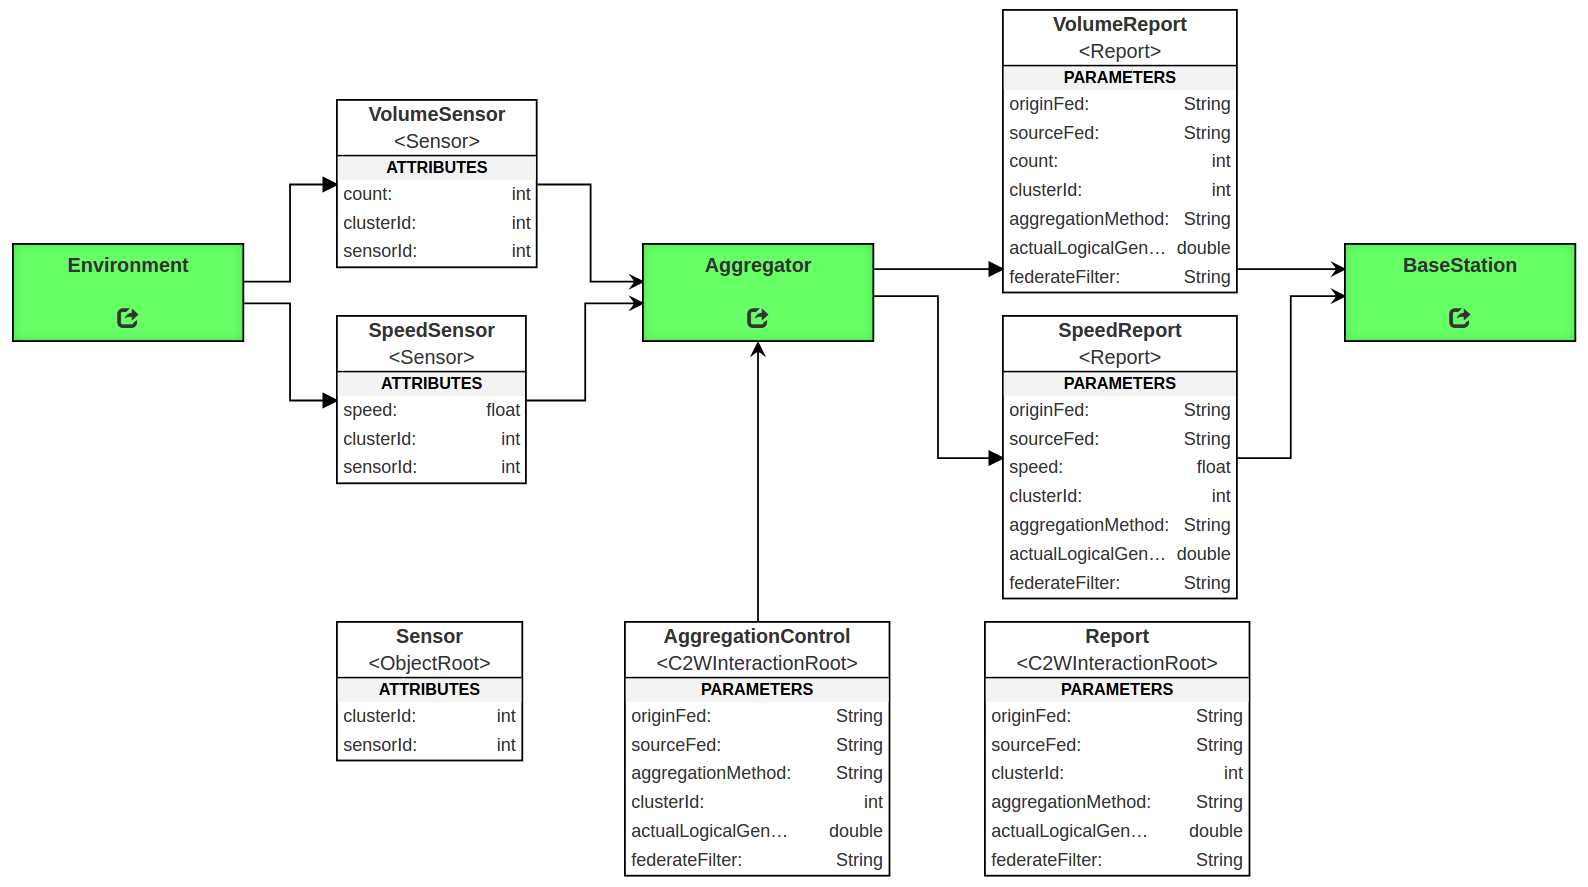 VolumeReport
<Report>
PARAMETERS
originFed: String
sourceFed: String
count: int
clusterId: int
aggregationMethod: String
actualLogicalGen… double
federateFilter: String
VolumeSensor
<Sensor>
ATTRIBUTES
count: int
clusterId: int
sensorId: int
Environment
Aggregator
BaseStation
SpeedSensor
<Sensor>
ATTRIBUTES
speed: float
clusterId: int
sensorId: int
SpeedReport
<Report>
PARAMETERS
originFed: String
sourceFed: String
speed: float
clusterId: int
aggregationMethod: String
actualLogicalGen… double
federateFilter: String
Sensor
<ObjectRoot>
ATTRIBUTES
clusterId: int
sensorId: int
AggregationControl
<C2WInteractionRoot>
PARAMETERS
originFed: String
sourceFed: String
aggregationMethod: String
clusterId: int
actualLogicalGen… double
federateFilter: String
Report
<C2WInteractionRoot>
PARAMETERS
originFed: String
sourceFed: String
clusterId: int
aggregationMethod: String
actualLogicalGen… double
federateFilter: String